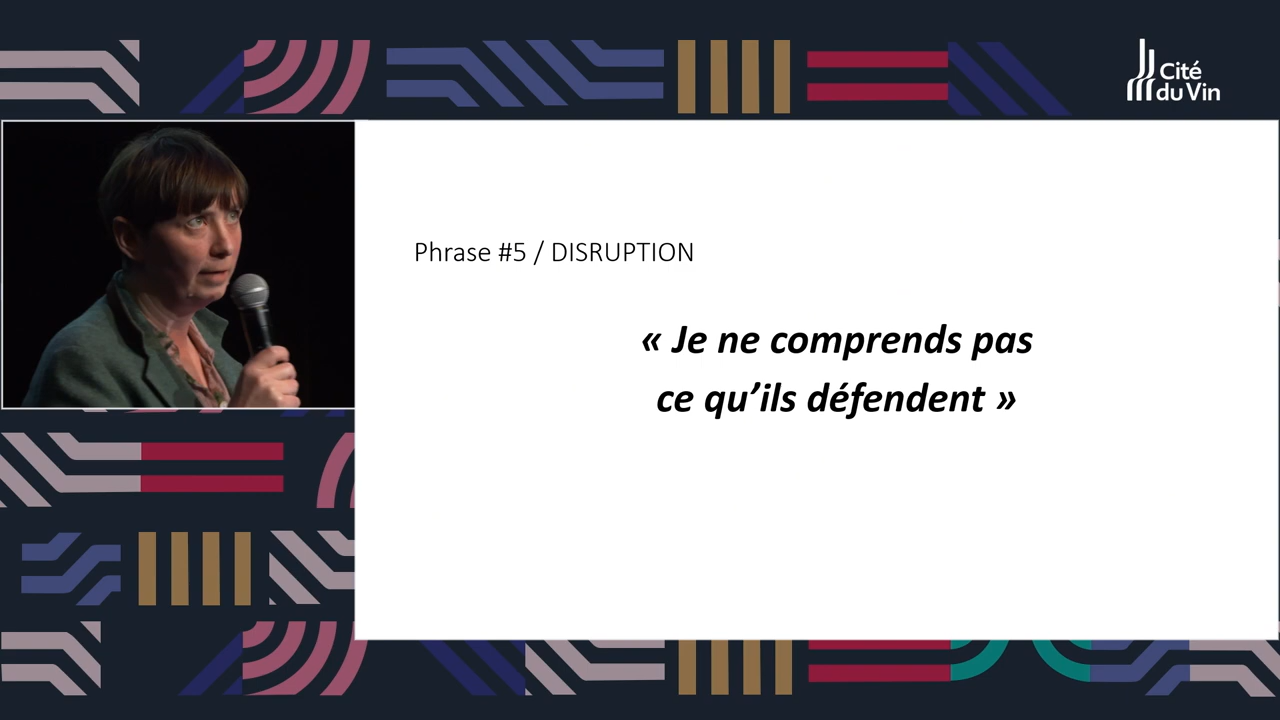 Cité
du Vin
Phrase #5 / DISRUPTION
« Je ne comprends pas
ce qu’ils défendent »